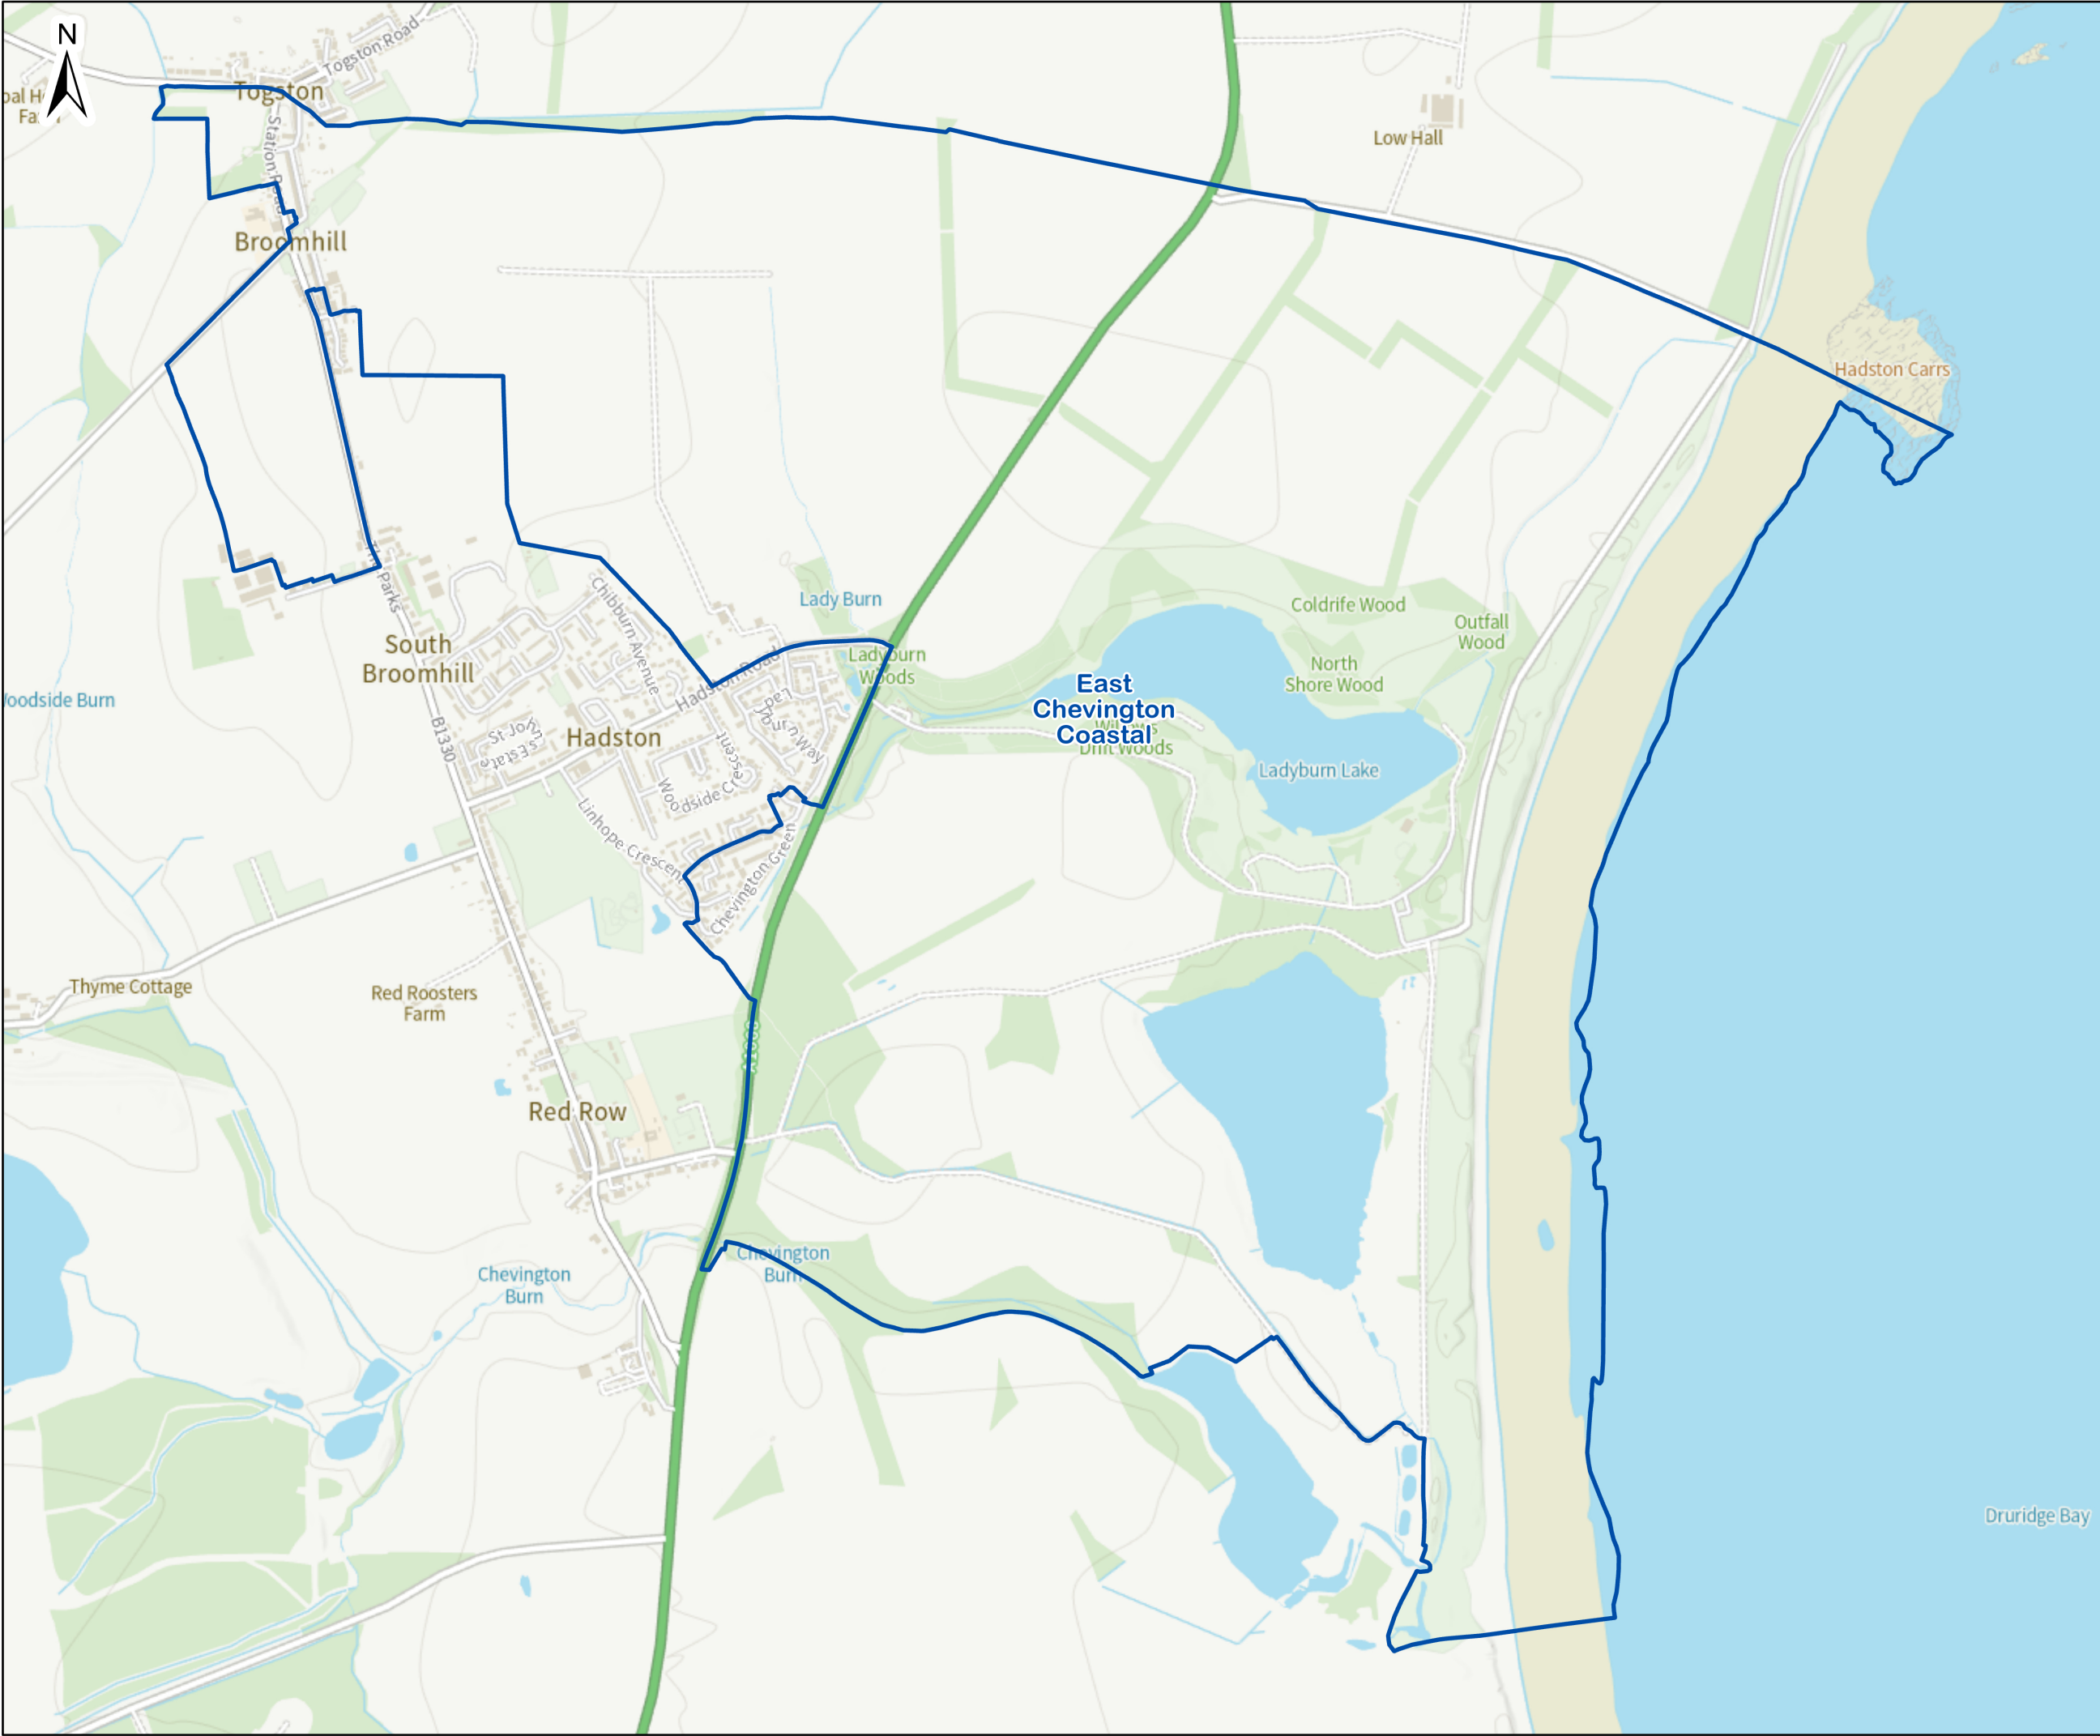 N
Togston Road
Togston
Fa
Station Road
Low Hall
Broomhill
Hadston Carrs
The Parks
Chibburn Avenue
Lady Burn
Coldrife Wood
Outfall
Wood
South
Broomhill
Ladyburn
Woods
North
Shore Wood
Hadston Road
East
Chevington
Coastal
Woodside Burn
B1330
St John's Estate
Hadston
Ladyburn Way
Drift Woods
Ladyburn Lake
Woodside Crescent
Linhope Crescent
Chevington Green
Thyme Cottage
Red Roosters
Farm
Red Row
Chevington
Burn
Chevington
Burn
Druridge Bay